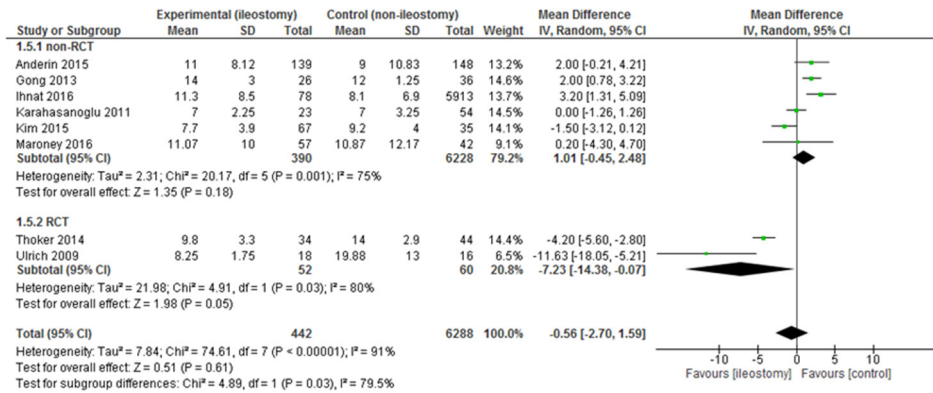 Experimental (ileostomy) Control (non-ileostomy) Mean Difference Mean Difference
Study or Subgroup Mean SD Total Mean SD Total Weight IV, Random, 95% CI IV, Random, 95% CI
1.5.1 non-RCT
Anderin 2015 11 8.12 139 9 10.83 148 13.2% 2.00 [-0.21, 4.21]
Gong 2013 14 3 26 12 1.25 36 14.5% 2.00 [0.78, 3.22]
Ihnat 2016 11.3 8.5 78 8.1 6.9 5913 13.7% 3.20 [1.31, 5.09]
Karahasanoglu 2011 7 2.25 23 7 3.25 54 14.5% 0.00 [-1.26, 1.26]
Kim 2015 7.7 3.9 67 9.2 4 35 14.1% -1.50 [-3.12, 0.12]
Maroney 2016 11.07 10 57 10.87 12.17 42 9.1% 0.20 [-4.30, 4.70]
Subtotal (95% CI) 390 6228 79.2% 1.01 [-0.45, 2.48]
Heterogeneity: Tau² = 2.31; Chi² = 20.17, df = 5 (P = 0.001); I² = 75%
Test for overall effect: Z = 1.35 (P = 0.18)
1.5.2 RCT
Thoker 2014 9.8 3.3 34 14 2.9 44 14.4% -4.20 [-5.60, -2.80]
Ulrich 2009 8.25 1.75 18 19.88 13 16 6.5% -11.63 [-18.05, -5.21]
Subtotal (95% CI) 52 60 20.8% -7.23 [-14.38, -0.07]
Heterogeneity: Tau² = 21.98; Chi² = 4.91, df = 1 (P = 0.03); I² = 80%
Test for overall effect: Z = 1.98 (P = 0.05)
Total (95% CI) 442 6288 100.0% -0.56 [-2.70, 1.59]
Heterogeneity: Tau² = 7.84; Chi² = 74.61, df = 7 (P < 0.00001); I² = 91%
Test for overall effect: Z = 0.51 (P = 0.61)
Test for subgroup differences: Chi² = 4.89, df = 1 (P = 0.03), I² = 79.5%
-10 -5 0 5 10
Favours [ileostomy] Favours [control]